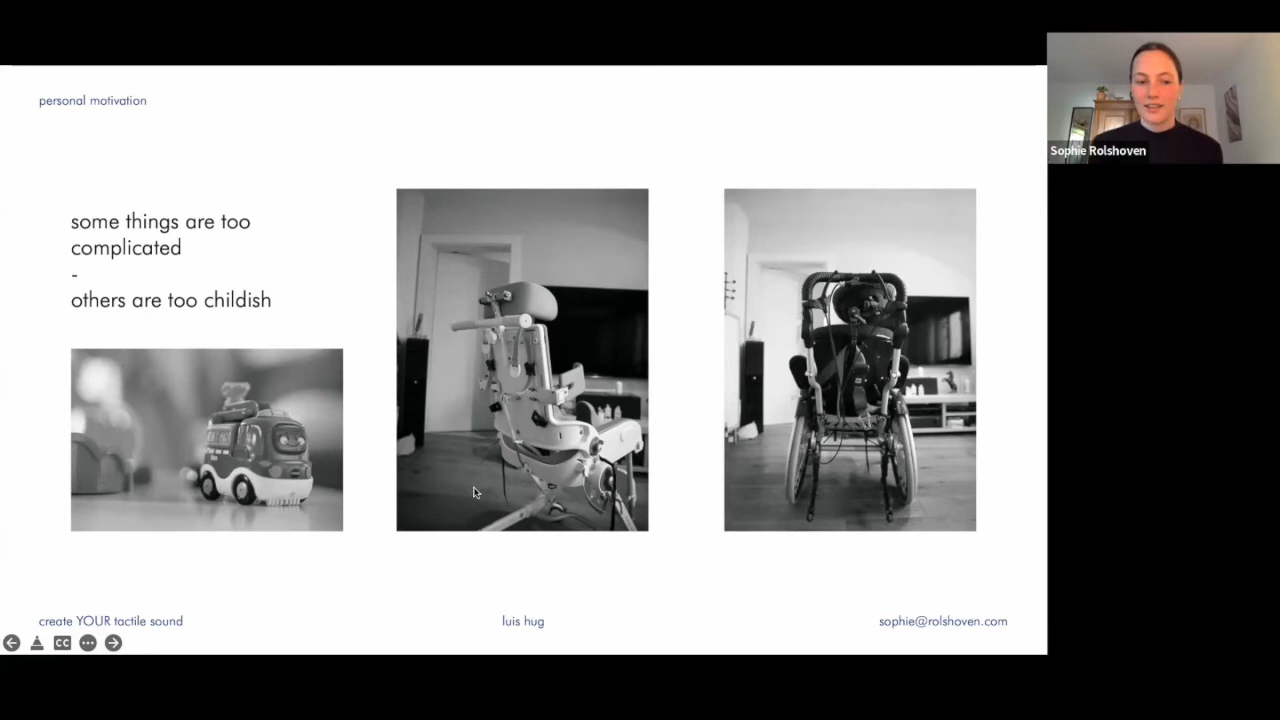 personal motivation
some things are too
complicated
-
others are too childish
create YOUR tactile sound
luis hug
sophie@rolshoven.com
CC
Sophie Rolshoven